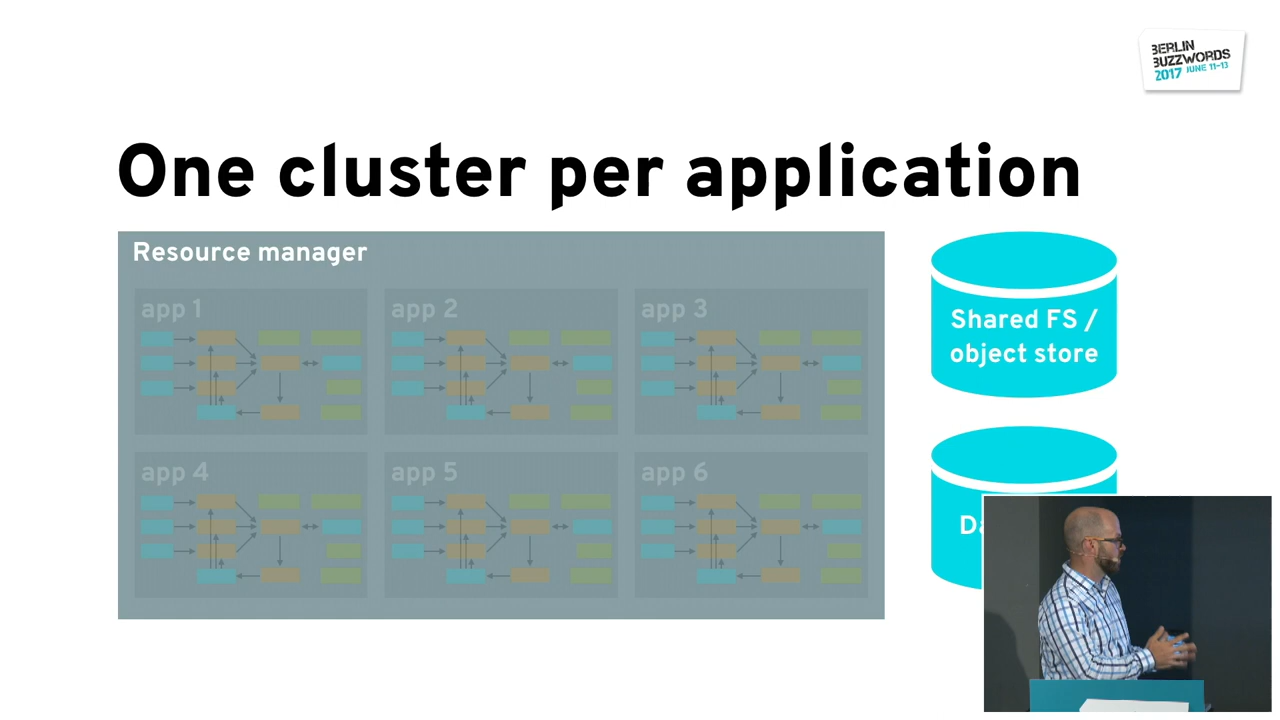 BERLIN
BUZZWORDS
2017 JUNE 11-13
One cluster per application
Resource manager
app 1
app 2
app 3
app 4
app 5
app 6
Shared FS /
object store